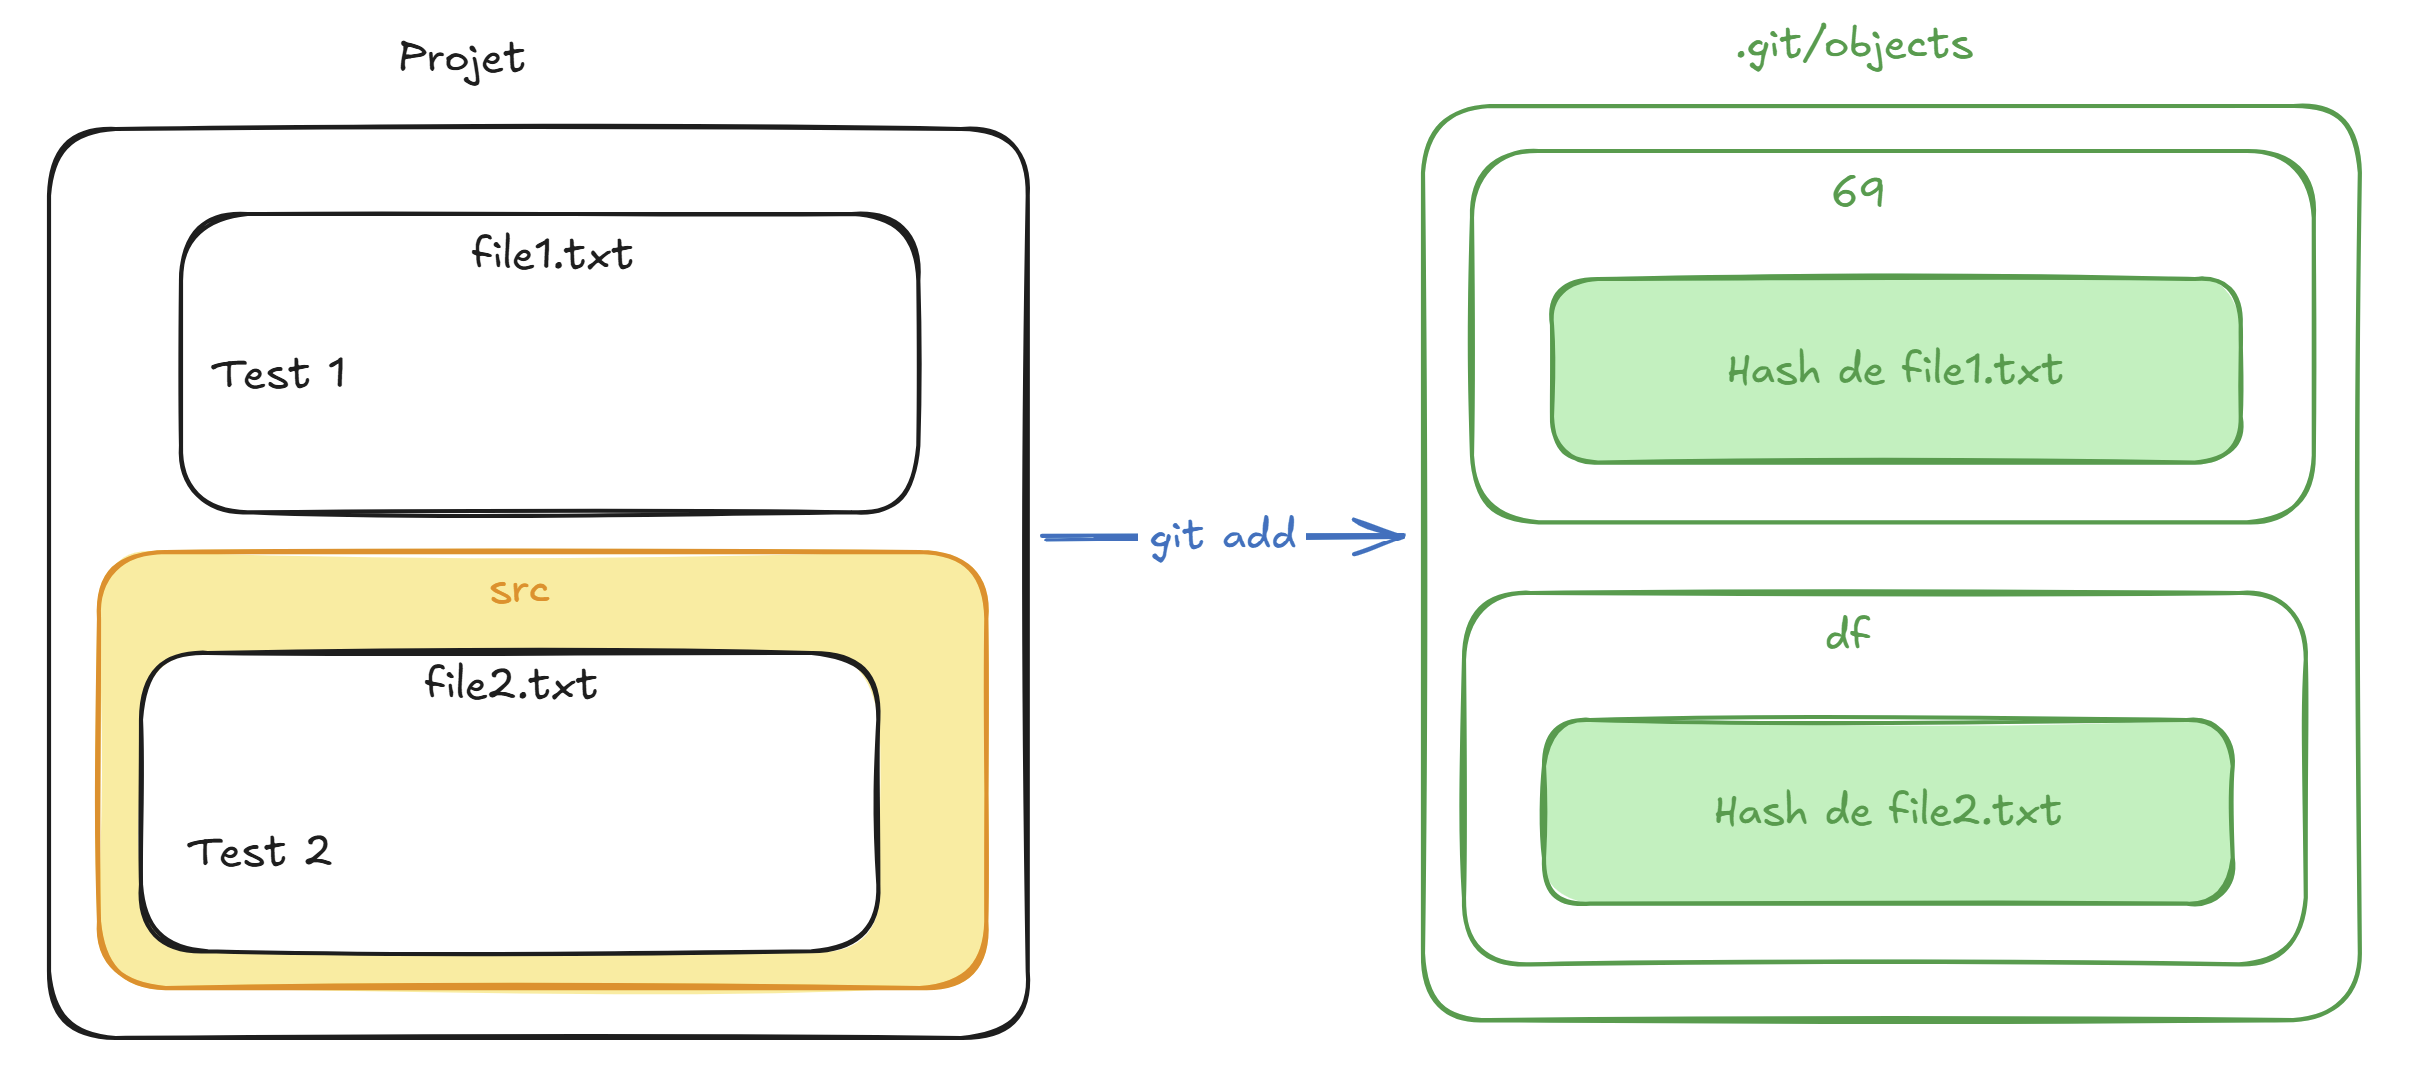 Projet
file1.txt
Test 1
src
file2.txt
Test 2
git add
.git/objects
69
Hash de file1.txt
df
Hash de file2.txt